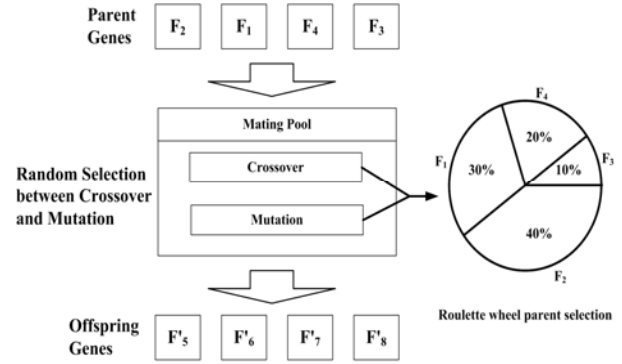 Parent
Genes
F2
F1
F4
F3
Mating Pool
Crossover
Mutation
Random Selection
between Crossover
and Mutation
F4
20%
F3
10%
F1
30%
40%
F2
Roulette wheel parent selection
Offspring
Genes
F'5
F'6
F'7
F'8